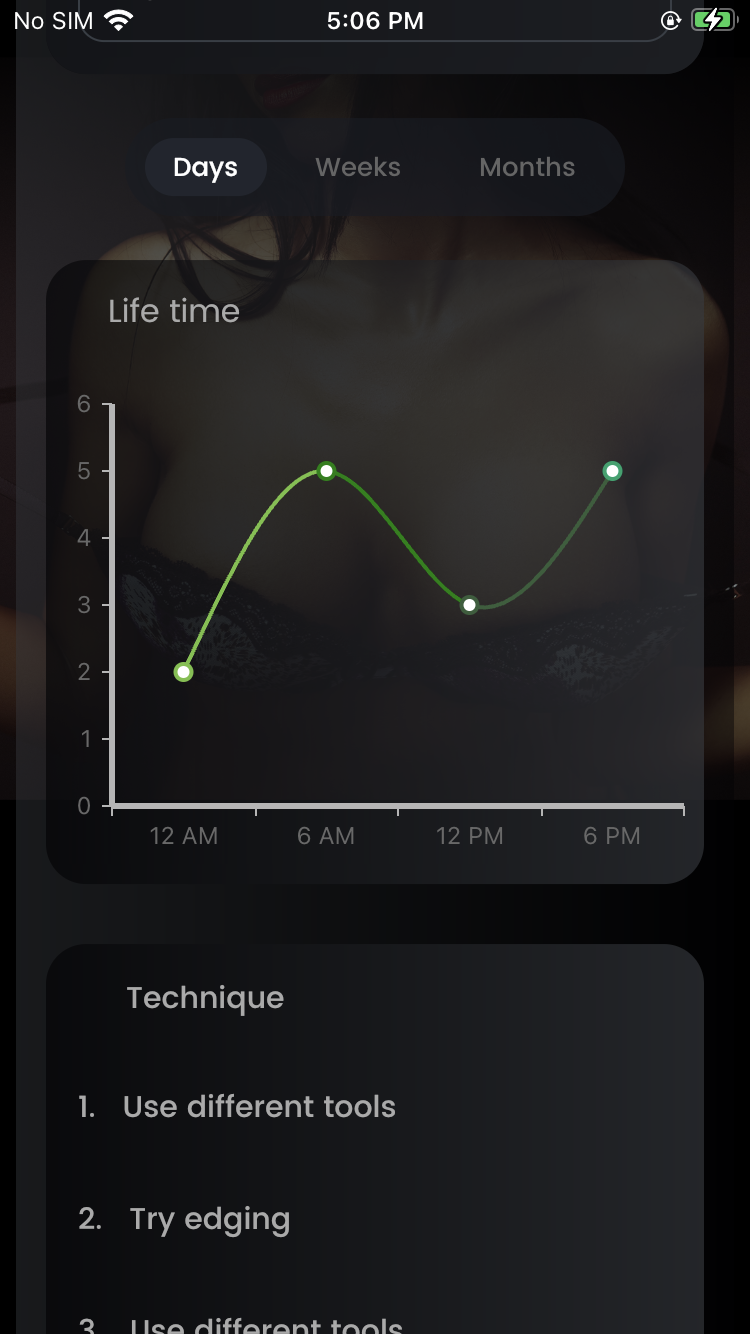 No SIM 5:06 PM
Days Weeks Months
Life time
6
5
4
3
2
1
0
12 AM 6 AM 12 PM 6 PM
Technique
1. Use different tools
2. Try edging
3. Use different tools